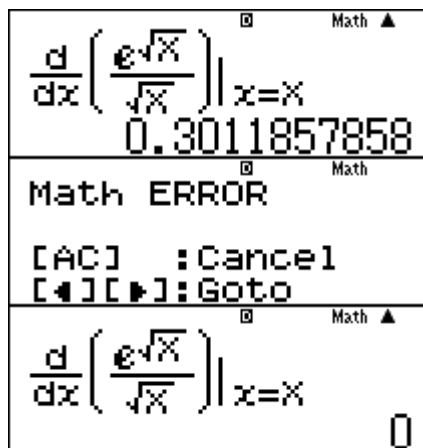 D Math ▲
d/dx(e^√X/√X)|x=X
0.3011857858
D Math
Math ERROR
[AC] :Cancel
[◀][▶]:Goto
D Math ▲
d/dx(e^√X/√X)|x=X
0